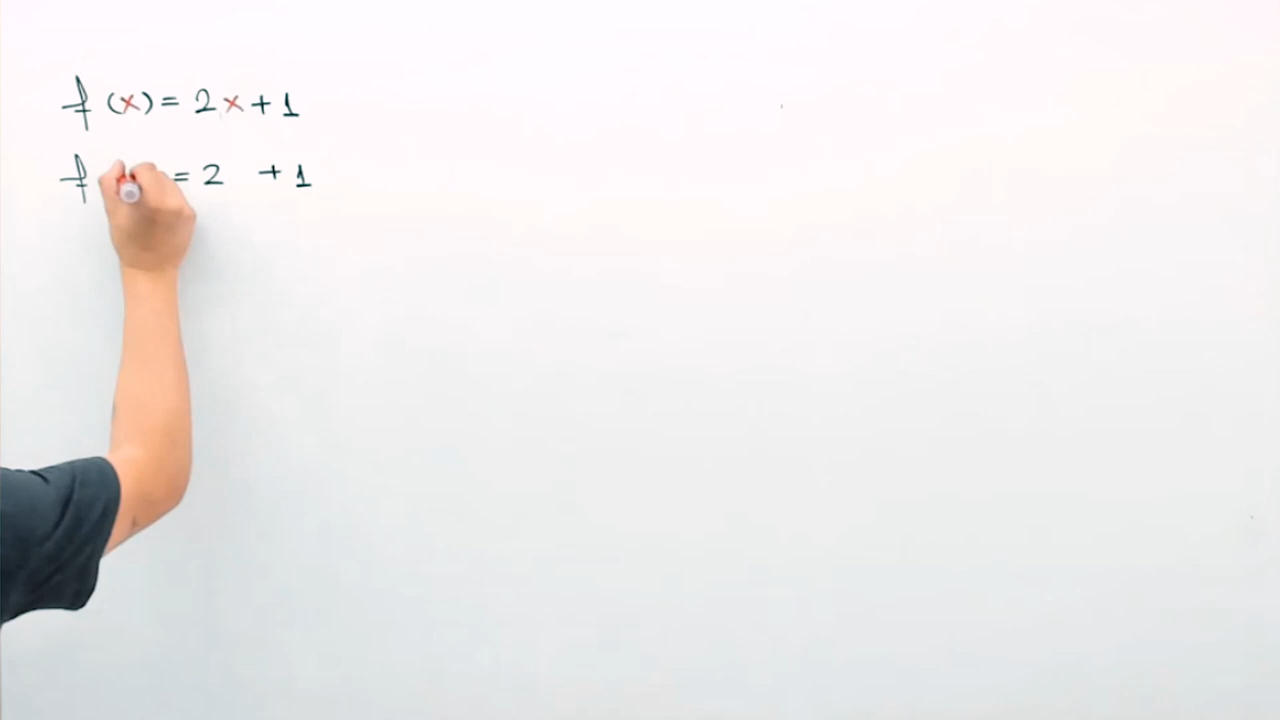 f (x) = 2x + 1
f = 2 + 1